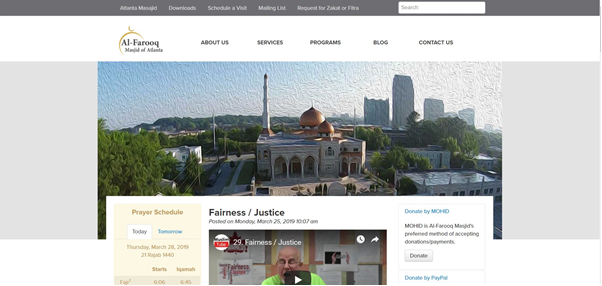 Atlanta Masajid Downloads Schedule a Visit Mailing List Request for Zakat or Fitra Search
Al-Farooq
Masjid of Atlanta
ABOUT US SERVICES PROGRAMS BLOG CONTACT US
Prayer Schedule
Today Tomorrow
Thursday, March 28, 2019
21 Rajab 1440
Starts Iqamah
Fajr 6:06 6:45
Fairness / Justice
Posted on Monday, March 25, 2019 10:07 am
29. Fairness / Justice
Donate by MOHID
MOHID is Al-Farooq Masjid's
preferred method of accepting
donations/payments.
Donate
Donate by PayPal